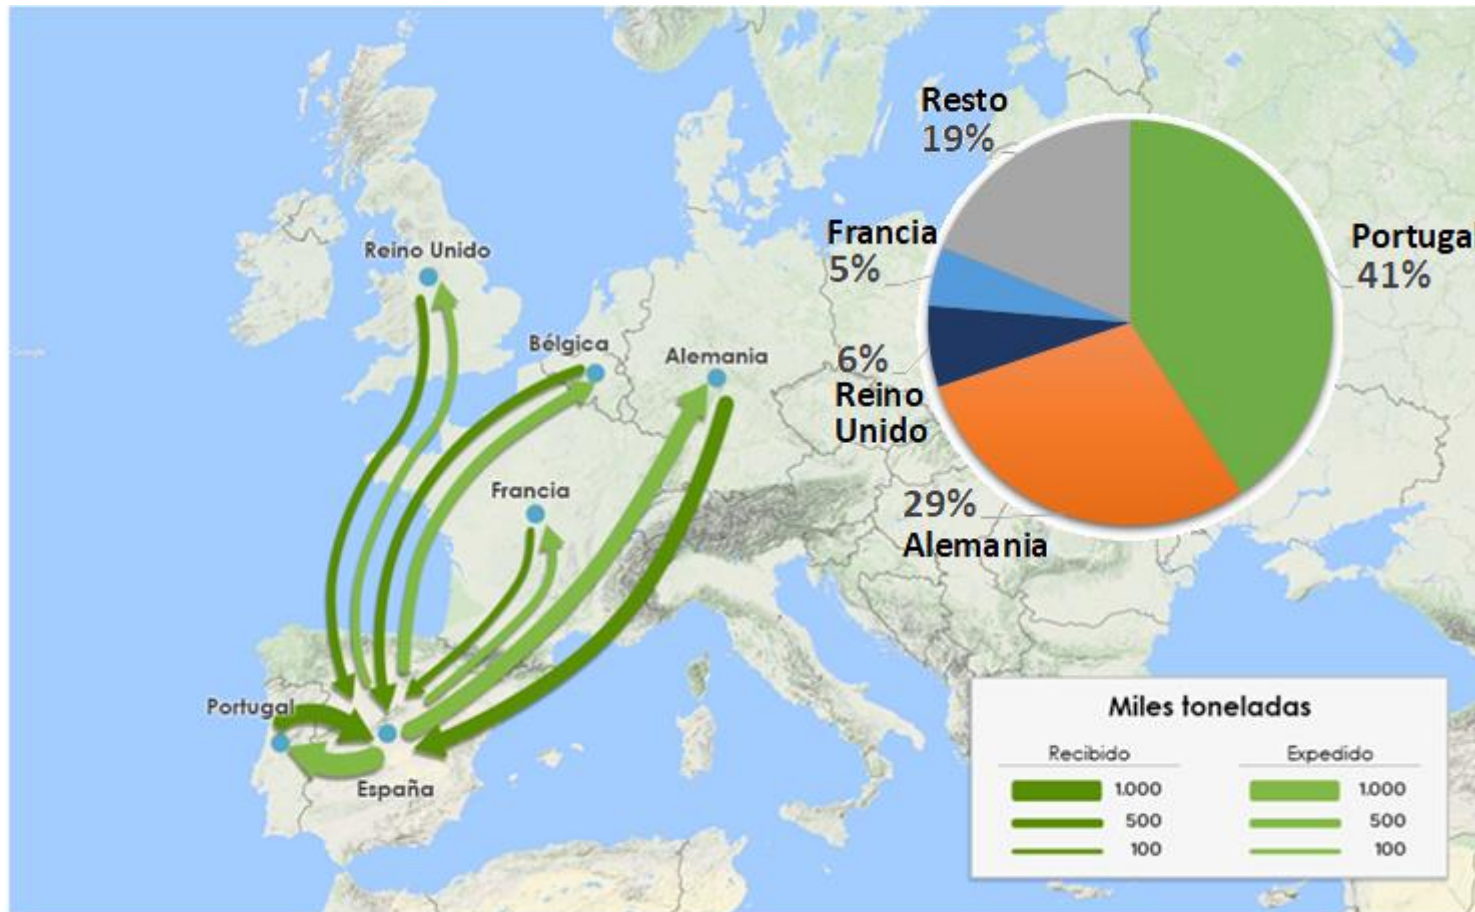 Resto
19%
Francia
5%
Portugal
41%
6%
Reino
Unido
29%
Alemania
Reino Unido
Bélgica
Alemania
Francia
Portugal
España
Miles toneladas
Recibido
Expedido
1.000
1.000
500
500
100
100